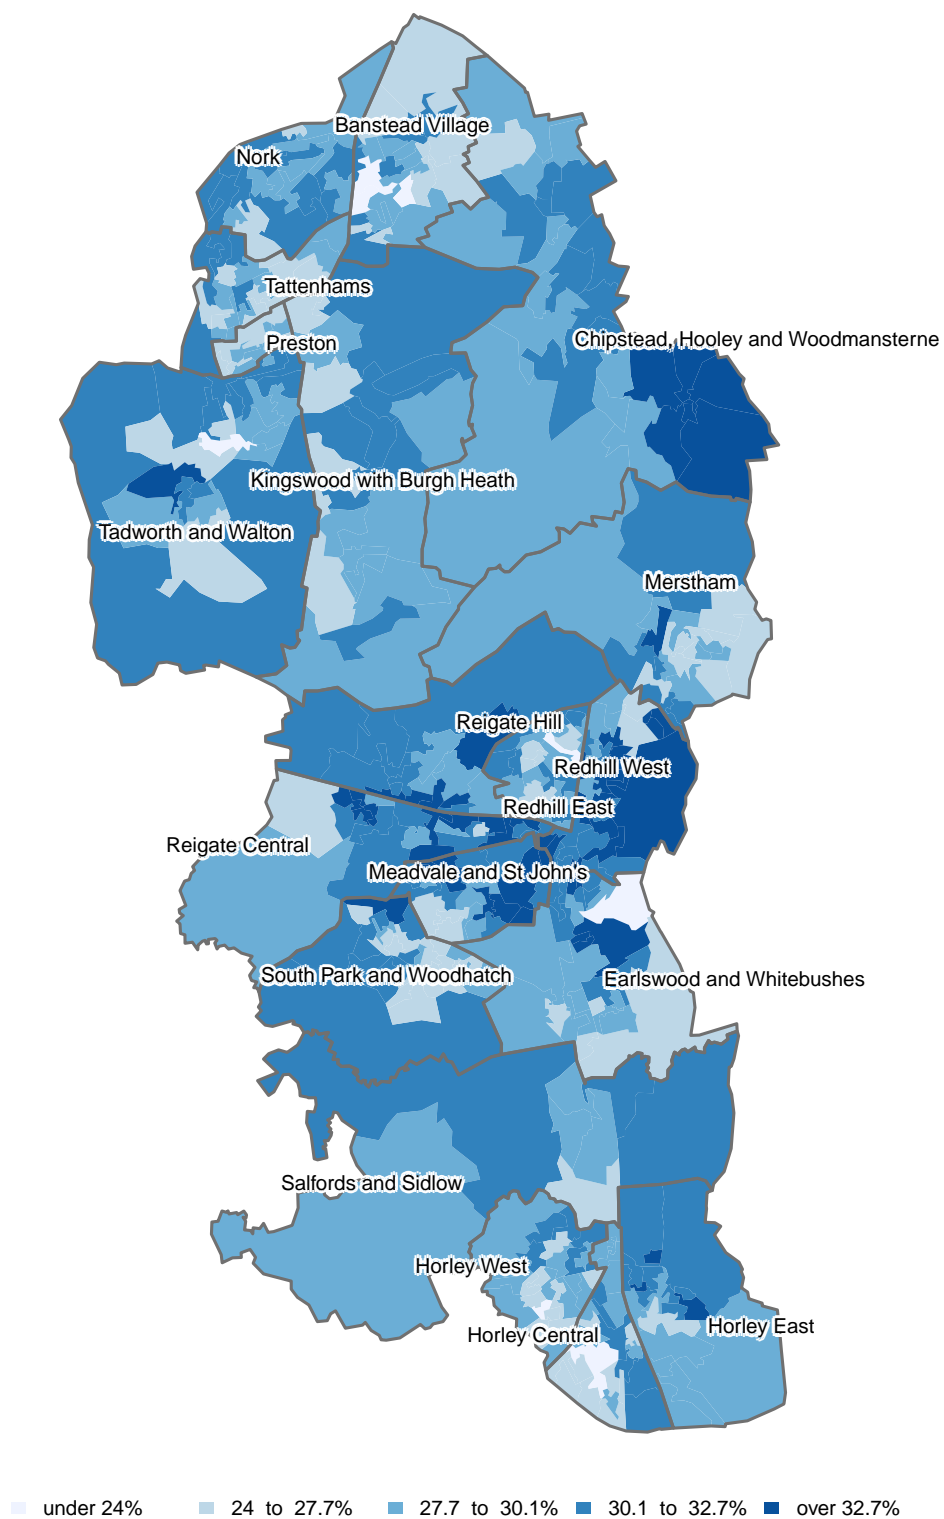 Banstead Village
Nork
Tattenhams
Chipstead, Hooley and Woodmansterne
Preston
Kingswood with Burgh Heath
Tadworth and Walton
Merstham
Reigate Hill
Redhill West
Redhill East
Reigate Central
Meadvale and St John's
South Park and Woodhatch
Earlswood and Whitebushes
Salfords and Sidlow
Horley West
Horley East
Horley Central
under 24% 24 to 27.7% 27.7 to 30.1% 30.1 to 32.7% over 32.7%